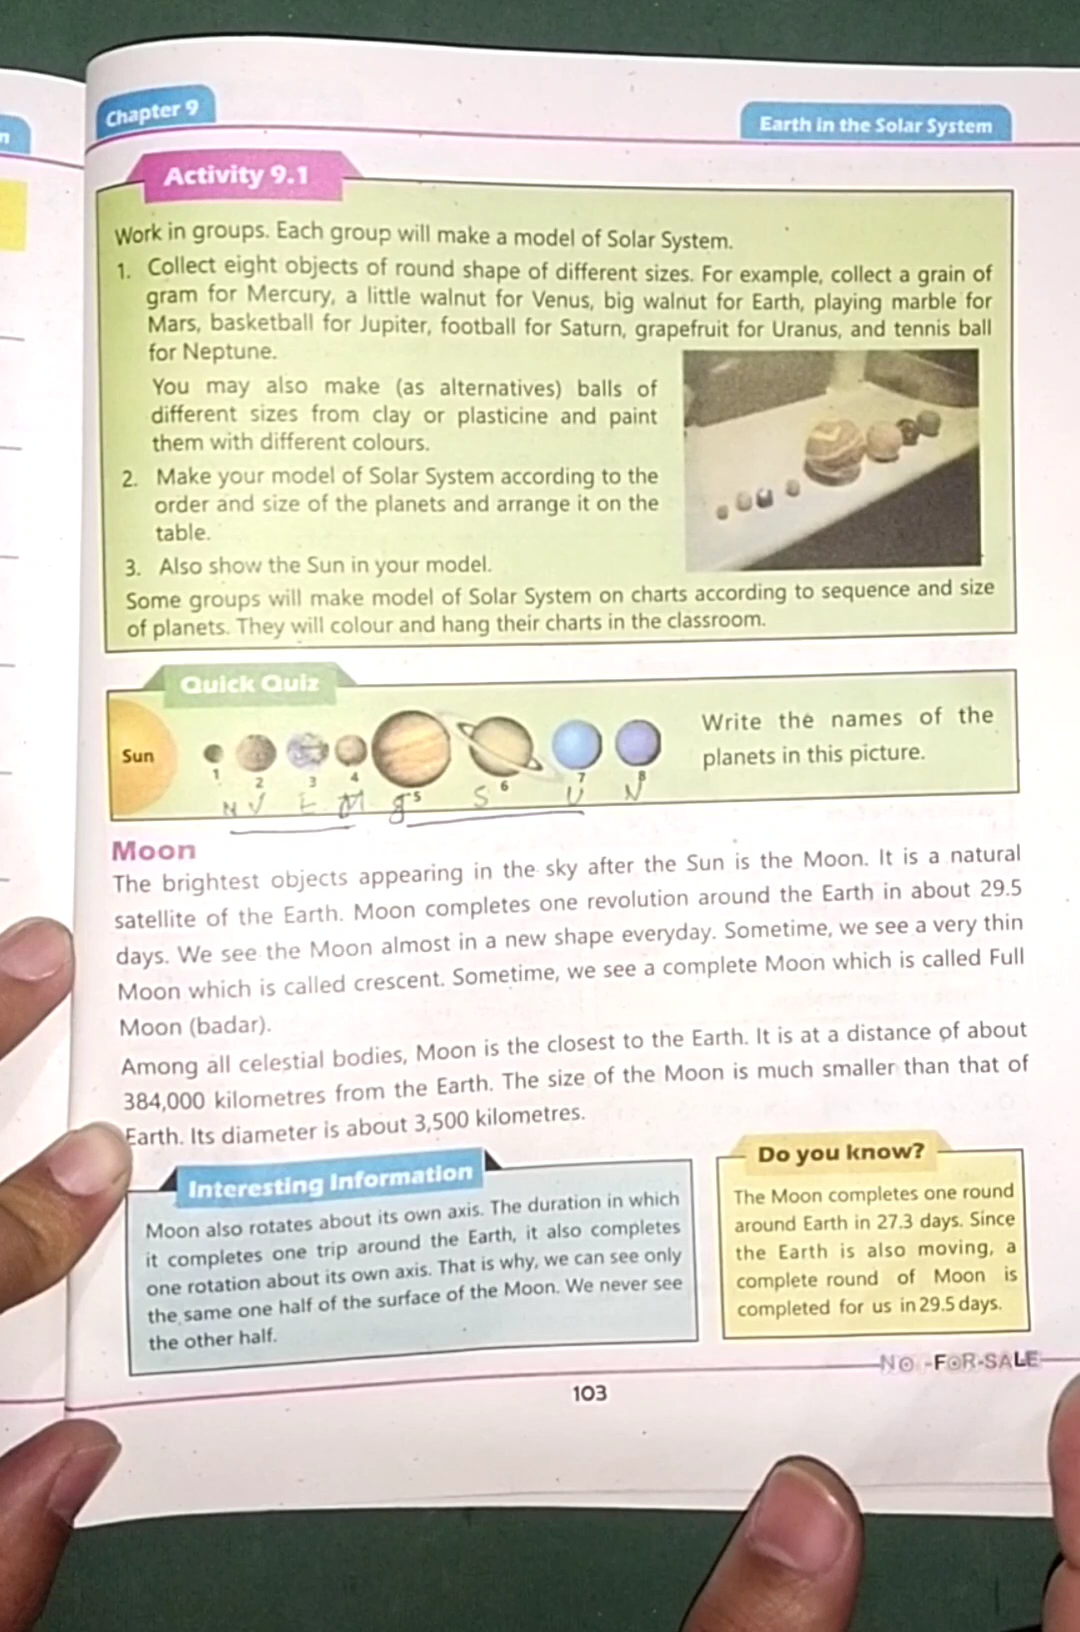 Chapter 9
Earth in the Solar System
Activity 9.1
Work in groups. Each group will make a model of Solar System.
1. Collect eight objects of round shape of different sizes. For example, collect a grain of
gram for Mercury, a little walnut for Venus, big walnut for Earth, playing marble for
Mars, basketball for Jupiter, football for Saturn, grapefruit for Uranus, and tennis ball
for Neptune.
You may also make (as alternatives) balls of
different sizes from clay or plasticine and paint
them with different colours.
2. Make your model of Solar System according to the
order and size of the planets and arrange it on the
table.
3. Also show the Sun in your model.
Some groups will make model of Solar System on charts according to sequence and size
of planets. They will colour and hang their charts in the classroom.
Quick Quiz
Sun
1 2 3 4 5 6 7 8
V E M S U N
Write the names of the
planets in this picture.
Moon
The brightest objects appearing in the sky after the Sun is the Moon. It is a natural
satellite of the Earth. Moon completes one revolution around the Earth in about 29.5
days. We see the Moon almost in a new shape everyday. Sometime, we see a very thin
Moon which is called crescent. Sometime, we see a complete Moon which is called Full
Moon (badar).
Among all celestial bodies, Moon is the closest to the Earth. It is at a distance of about
384,000 kilometres from the Earth. The size of the Moon is much smaller than that of
Earth. Its diameter is about 3,500 kilometres.
Interesting Information
Moon also rotates about its own axis. The duration in which
it completes one trip around the Earth, it also completes
one rotation about its own axis. That is why, we can see only
the same one half of the surface of the Moon. We never see
the other half.
Do you know?
The Moon completes one round
around Earth in 27.3 days. Since
the Earth is also moving, a
complete round of Moon is
completed for us in 29.5 days.
-FOR-SALE
103